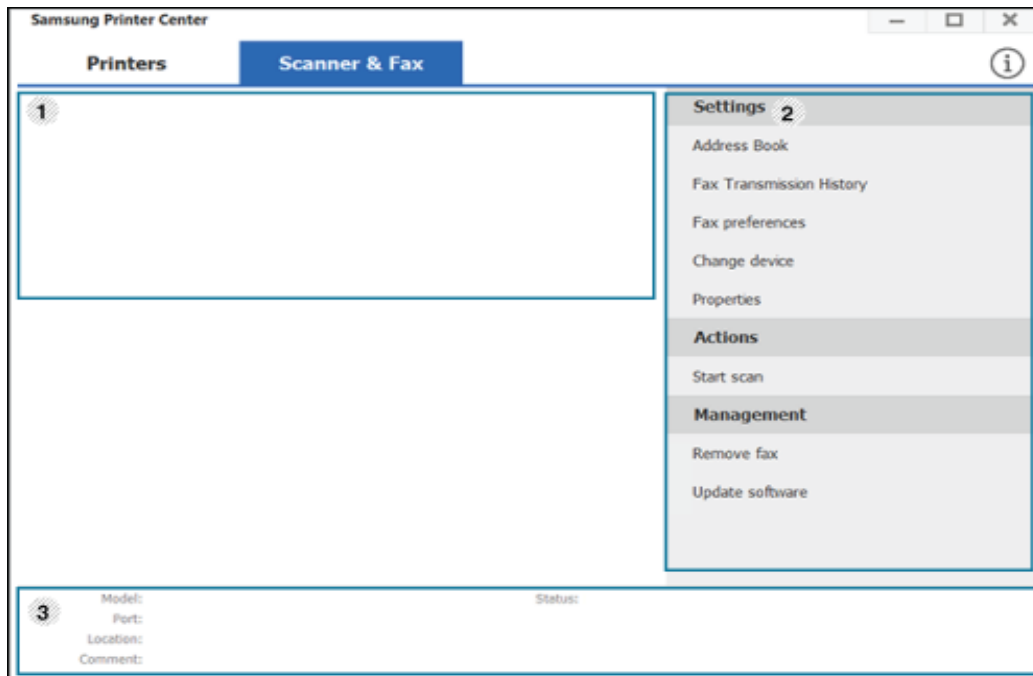 Samsung Printer Center
Printers
Scanner & Fax
1
Settings 2
Address Book
Fax Transmission History
Fax preferences
Change device
Properties
Actions
Start scan
Management
Remove fax
Update software
3
Model:
Status:
Port:
Location:
Comment: